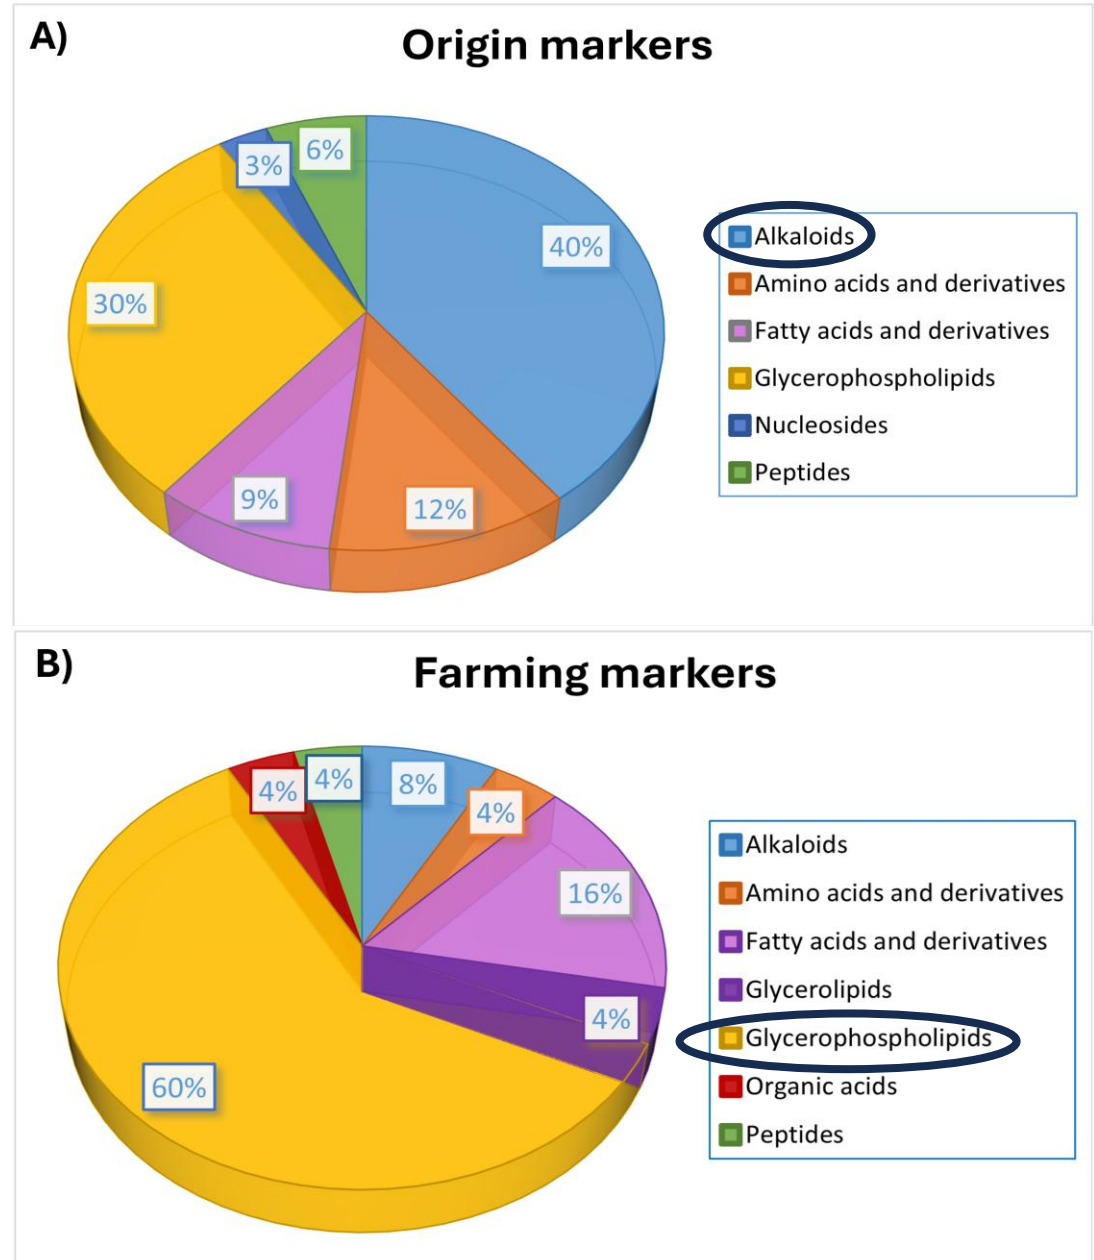 A)
Origin markers
6%
3%
40%
30%
9%
12%
Alkaloids
Amino acids and derivatives
Fatty acids and derivatives
Glycerophospholipids
Nucleosides
Peptides
B)
Farming markers
4%
4%
8%
4%
16%
4%
60%
Alkaloids
Amino acids and derivatives
Fatty acids and derivatives
Glycerolipids
Glycerophospholipids
Organic acids
Peptides